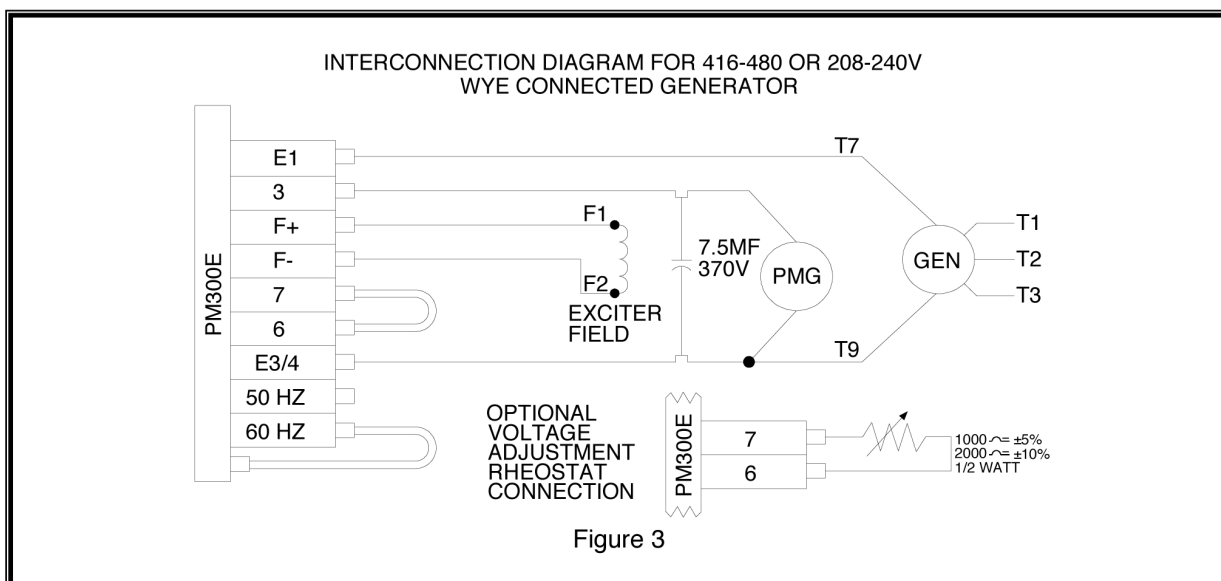 INTERCONNECTION DIAGRAM FOR 416-480 OR 208-240V
WYE CONNECTED GENERATOR
PM300E
E1
3
F+
F-
7
6
E3/4
50 HZ
60 HZ
F1
F2
EXCITER
FIELD
7.5MF
370V
PMG
T7
GEN
T1
T2
T3
T9
OPTIONAL
VOLTAGE
ADJUSTMENT
RHEOSTAT
CONNECTION
PM300E
7
6
1000 ⏦= ±5%
2000 ⏦= ±10%
1/2 WATT
Figure 3